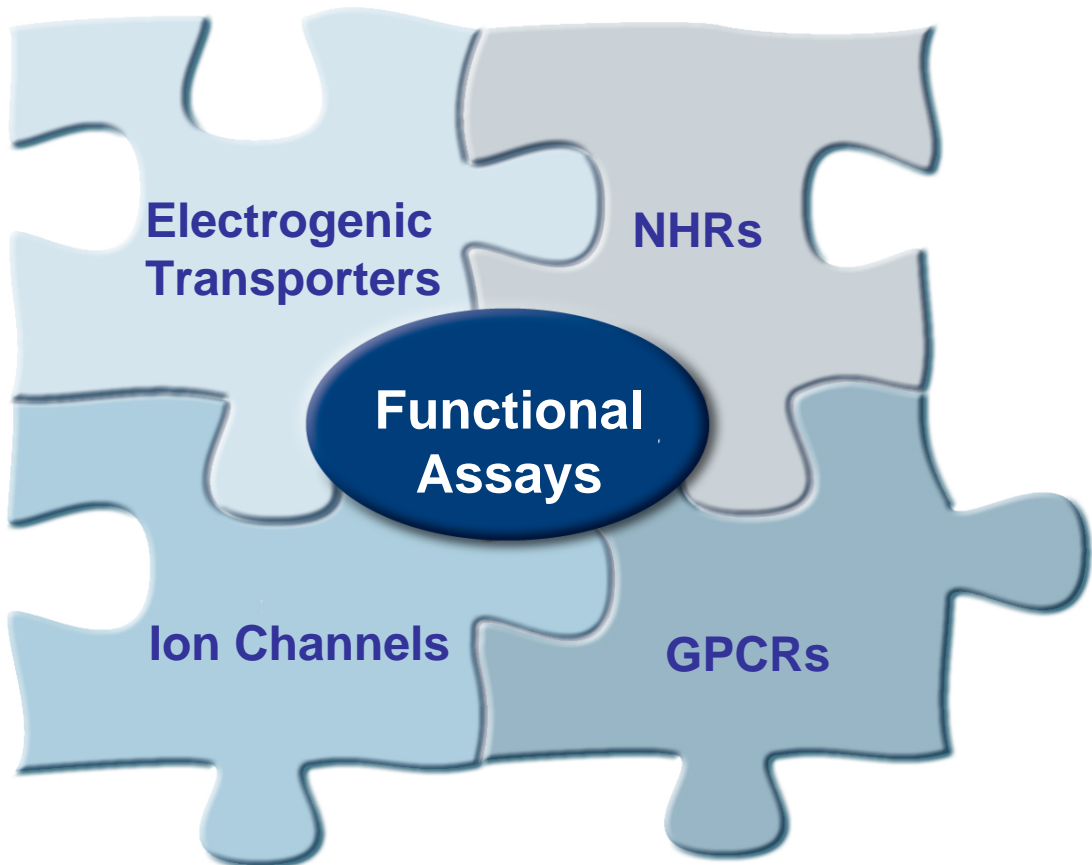 Electrogenic
Transporters
NHRs
Functional
Assays
Ion Channels
GPCRs